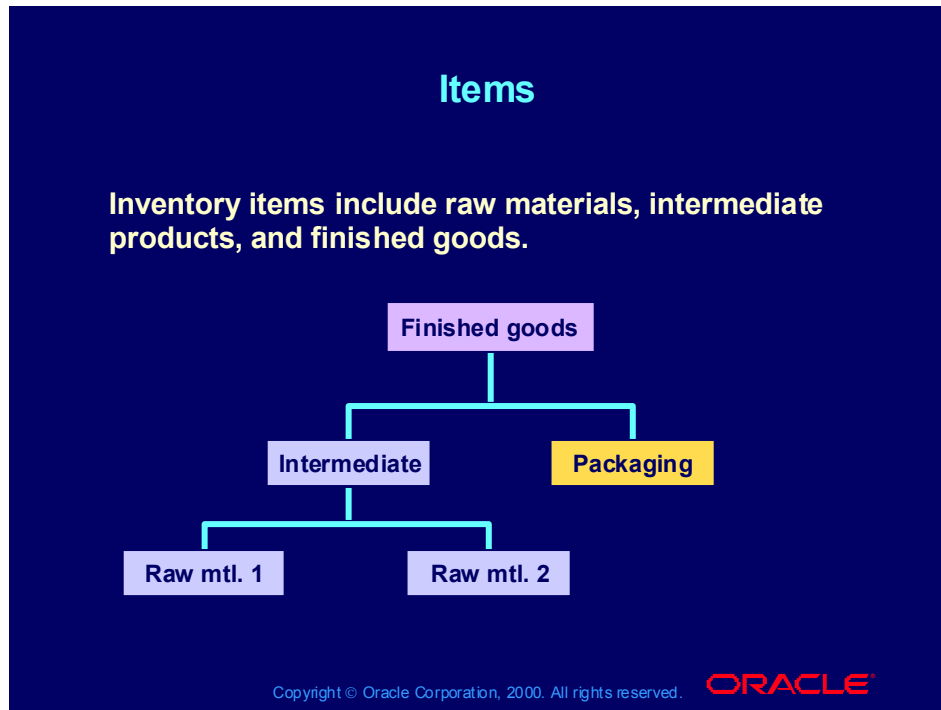 Items
Inventory items include raw materials, intermediate
products, and finished goods.
Finished goods
Intermediate
Packaging
Raw mtl. 1
Raw mtl. 2
Copyright © Oracle Corporation, 2000. All rights reserved.
ORACLE®